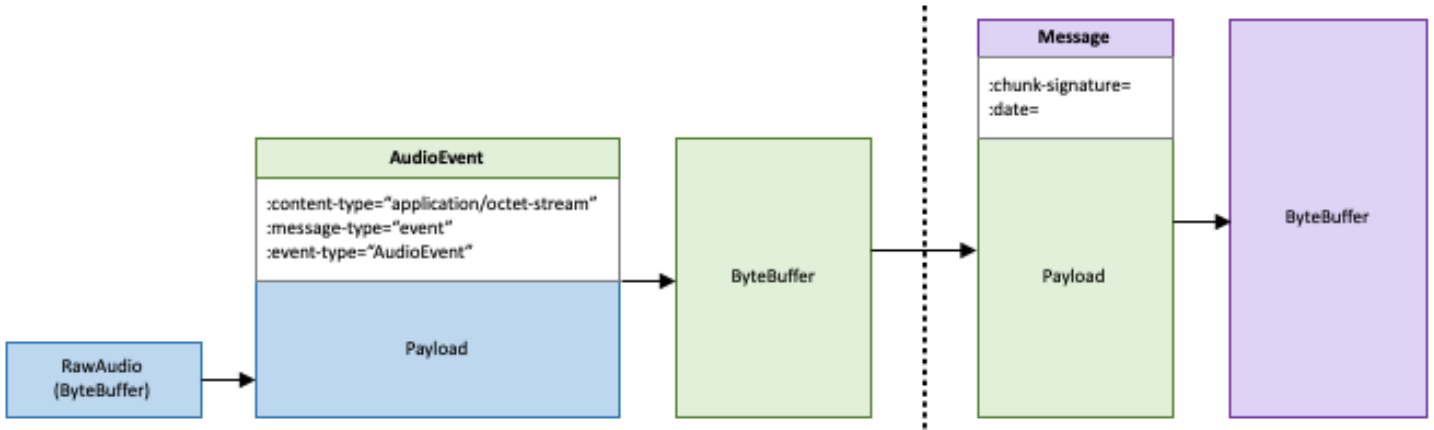 RawAudio
(ByteBuffer)
AudioEvent
:content-type=“application/octet-stream”
:message-type=“event”
:event-type=“AudioEvent”
Payload
ByteBuffer
Message
:chunk-signature=
:date=
Payload
ByteBuffer